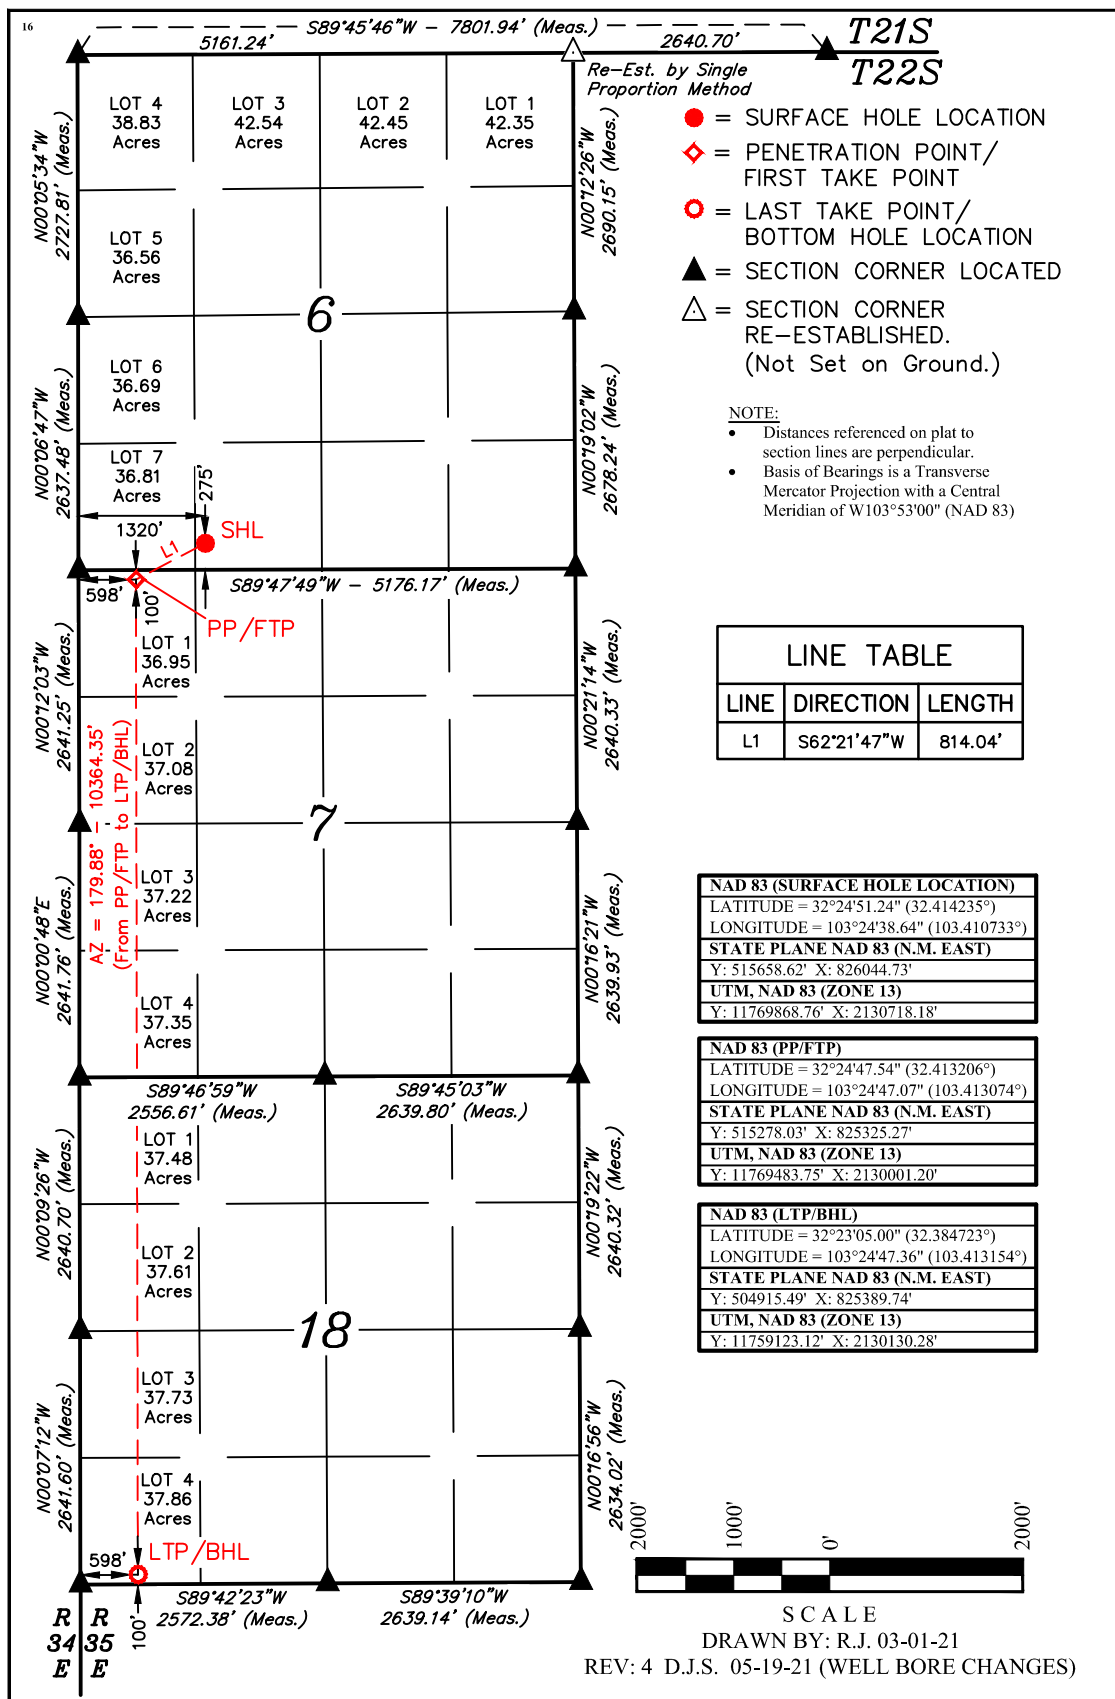 16
S89°45'46"W - 7801.94' (Meas.)
5161.24'
2640.70'
T21S
T22S
Re-Est. by Single
Proportion Method
LOT 4
38.83
Acres
LOT 3
42.54
Acres
LOT 2
42.45
Acres
LOT 1
42.35
Acres
N00°05'34"W
2727.81' (Meas.)
N00°12'26"W
2690.15' (Meas.)
= SURFACE HOLE LOCATION
= PENETRATION POINT/
FIRST TAKE POINT
= LAST TAKE POINT/
BOTTOM HOLE LOCATION
= SECTION CORNER LOCATED
= SECTION CORNER
RE-ESTABLISHED.
(Not Set on Ground.)
LOT 5
36.56
Acres
6
LOT 6
36.69
Acres
N00°06'47"W
2637.48' (Meas.)
N00°19'02"W
2678.24' (Meas.)
NOTE:
• Distances referenced on plat to
section lines are perpendicular.
• Basis of Bearings is a Transverse
Mercator Projection with a Central
Meridian of W103°53'00" (NAD 83)
LOT 7
36.81
Acres
275'
1320'
L1
SHL
S89°47'49"W - 5176.17' (Meas.)
598'
100'
PP/FTP
LOT 1
36.95
Acres
N00°12'03"W
2641.25' (Meas.)
N00°21'14"W
2640.33' (Meas.)
LINE TABLE
LINE DIRECTION LENGTH
L1 S62°21'47"W 814.04'
AZ = 179.88° - 10364.35'
(From PP/FTP to LTP/BHL)
LOT 2
37.08
Acres
7
LOT 3
37.22
Acres
N00°00'48"E
2641.76' (Meas.)
N00°16'21"W
2639.93' (Meas.)
LOT 4
37.35
Acres
NAD 83 (SURFACE HOLE LOCATION)
LATITUDE = 32°24'51.24" (32.414235°)
LONGITUDE = 103°24'38.64" (103.410733°)
STATE PLANE NAD 83 (N.M. EAST)
Y: 515658.62' X: 826044.73'
UTM, NAD 83 (ZONE 13)
Y: 11769868.76' X: 2130718.18'
NAD 83 (PP/FTP)
LATITUDE = 32°24'47.54" (32.413206°)
LONGITUDE = 103°24'47.07" (103.413074°)
STATE PLANE NAD 83 (N.M. EAST)
Y: 515278.03' X: 825325.27'
UTM, NAD 83 (ZONE 13)
Y: 11769483.75' X: 2130001.20'
NAD 83 (LTP/BHL)
LATITUDE = 32°23'05.00" (32.384723°)
LONGITUDE = 103°24'47.36" (103.413154°)
STATE PLANE NAD 83 (N.M. EAST)
Y: 504915.49' X: 825389.74'
UTM, NAD 83 (ZONE 13)
Y: 11759123.12' X: 2130130.28'
S89°46'59"W
2556.61' (Meas.)
S89°45'03"W
2639.80' (Meas.)
LOT 1
37.48
Acres
N00°09'26"W
2640.70' (Meas.)
N00°19'22"W
2640.32' (Meas.)
LOT 2
37.61
Acres
18
LOT 3
37.73
Acres
N00°07'12"W
2641.60' (Meas.)
N00°16'56"W
2634.02' (Meas.)
LOT 4
37.86
Acres
598'
LTP/BHL
100'
S89°42'23"W
2572.38' (Meas.)
S89°39'10"W
2639.14' (Meas.)
R R
34 35
E E
2000' 1000' 0' 2000'
SCALE
DRAWN BY: R.J. 03-01-21
REV: 4 D.J.S. 05-19-21 (WELL BORE CHANGES)